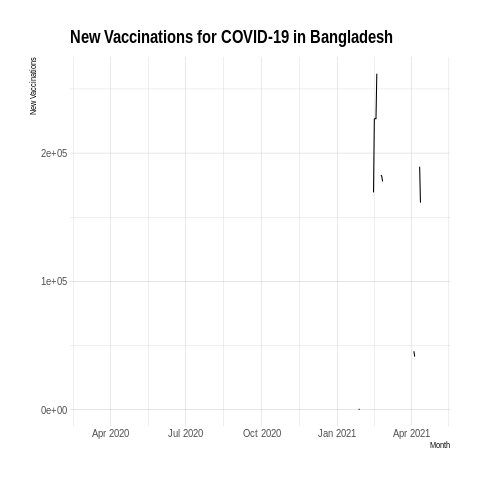 New Vaccinations for COVID-19 in Bangladesh
New Vaccinations
2e+05
1e+05
0e+00
Apr 2020 Jul 2020 Oct 2020 Jan 2021 Apr 2021
Month